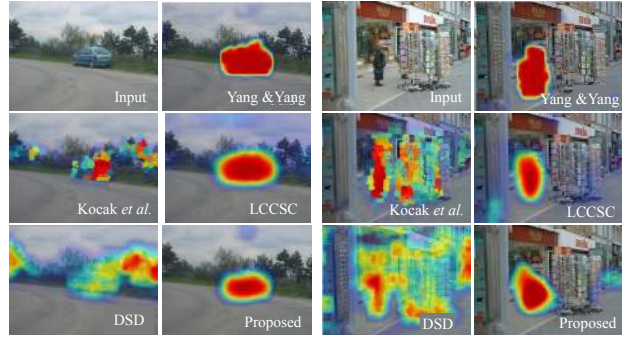 Input
Yang &Yang
Input
Yang &Yang
Kocak et al.
LCCSC
Kocak et al.
LCCSC
DSD
Proposed
DSD
Proposed